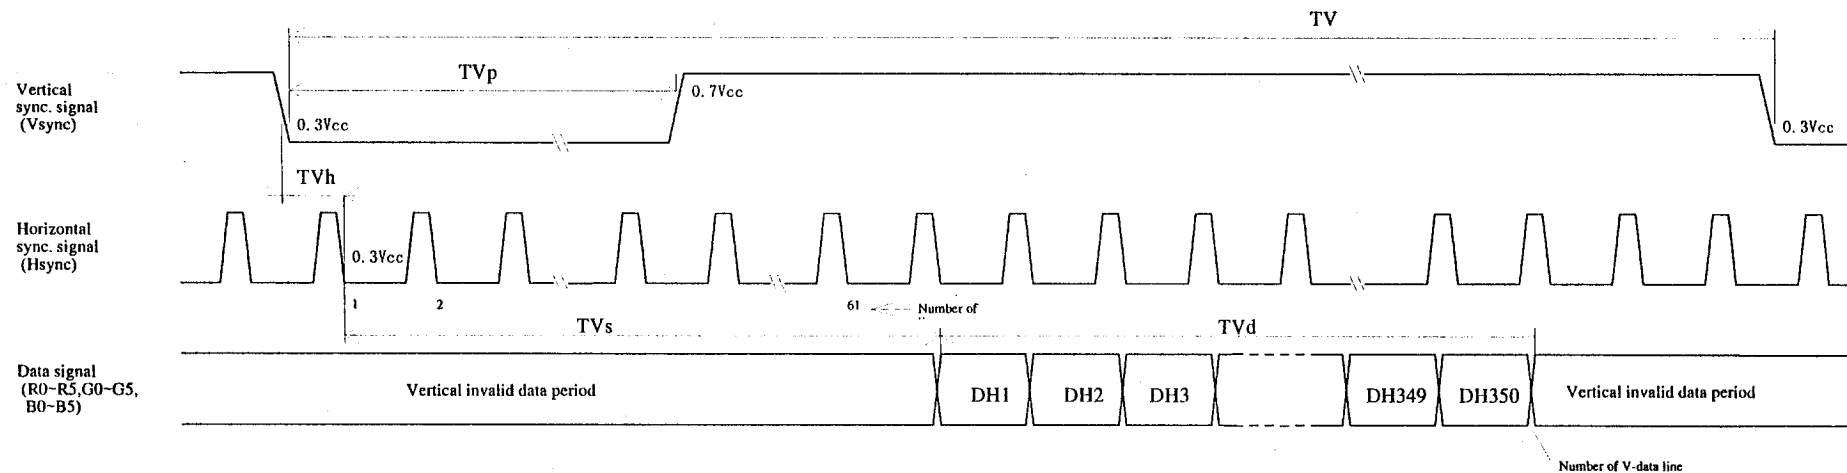 TV
TVp
Vertical
sync. signal
(Vsync)
0.7Vcc
0.3Vcc
0.3Vcc
TVh
Horizontal
sync. signal
(Hsync)
0.3Vcc
1
2
61
Number of
TVs
TVd
Data signal
(R0~R5,G0~G5,
B0~B5)
Vertical invalid data period
DH1
DH2
DH3
DH349
DH350
Vertical invalid data period
Number of V-data line